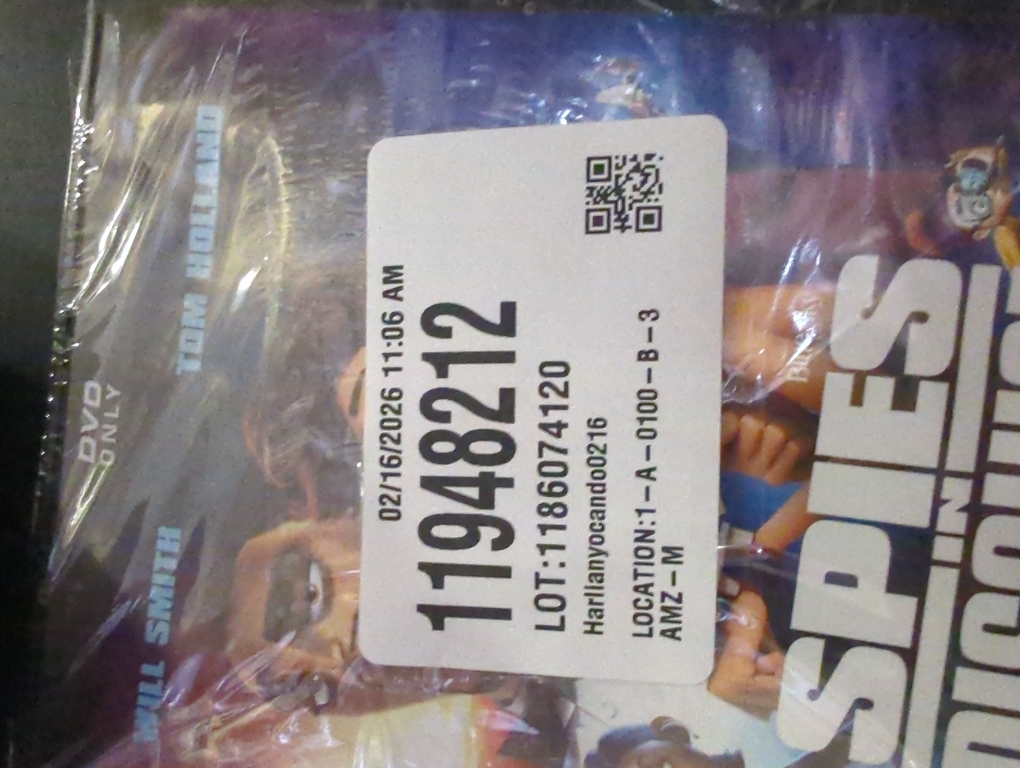 DVD
ONLY
WILL SMITH TOM HOLLAND
02/16/2026 11:06 AM
11948212
LOT:1186074120
Harllanyocando0216
LOCATION:1-A-0100-B-3
AMZ-M
SPIES
IN